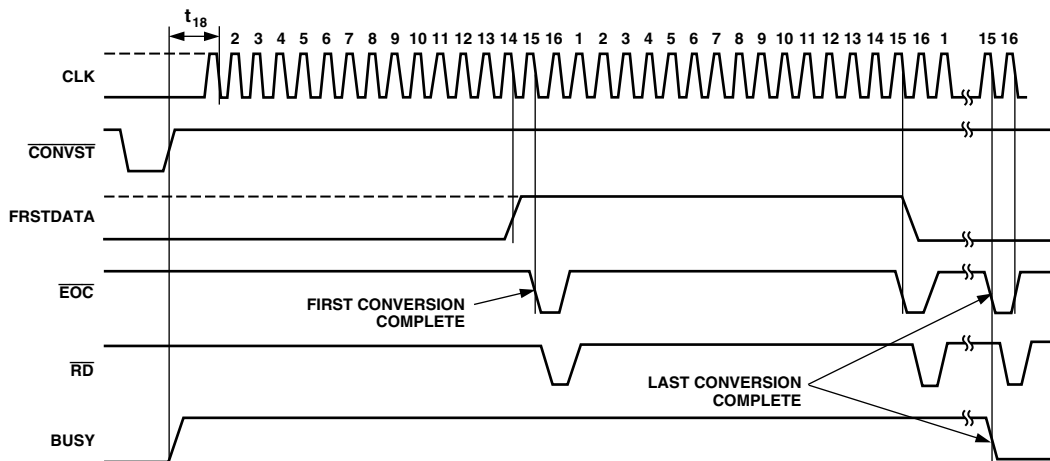 t18
2 3 4 5 6 7 8 9 10 11 12 13 14 15 16 1 2 3 4 5 6 7 8 9 10 11 12 13 14 15 16 1 15 16
CLK
CONVST
FRSTDATA
EOC
FIRST CONVERSION
COMPLETE
RD
LAST CONVERSION
COMPLETE
BUSY